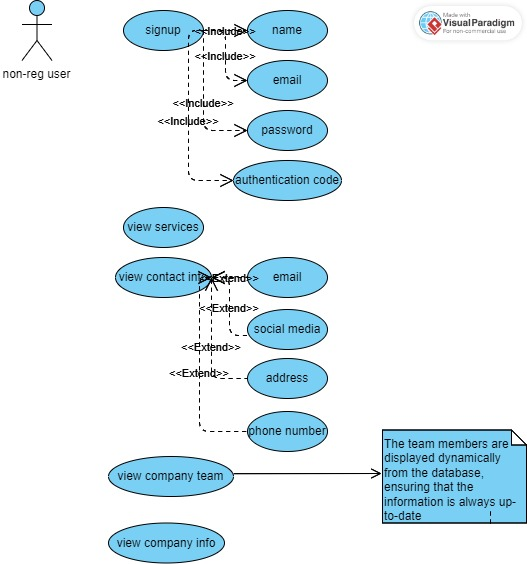 Made with
Visual Paradigm
For non-commercial use
non-reg user
signup
<<Include>>
name
<<Include>>
email
<<Include>>
password
<<Include>>
authentication code
view services
view contact info
<<Extend>>
email
<<Extend>>
social media
<<Extend>>
address
<<Extend>>
phone number
view company team
The team members are
displayed dynamically
from the database,
ensuring that the
information is always up-
to-date
view company info